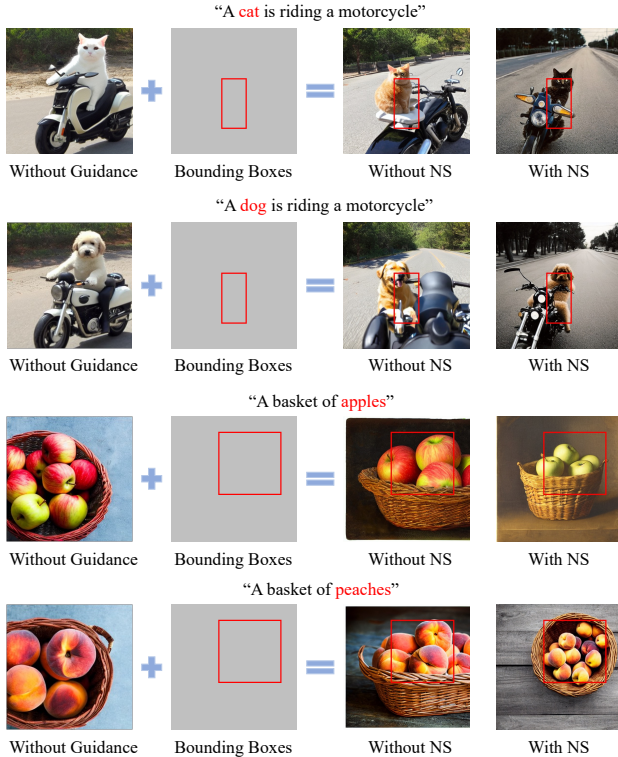 “A cat is riding a motorcycle”
Without Guidance Bounding Boxes Without NS With NS
“A dog is riding a motorcycle”
Without Guidance Bounding Boxes Without NS With NS
“A basket of apples”
Without Guidance Bounding Boxes Without NS With NS
“A basket of peaches”
Without Guidance Bounding Boxes Without NS With NS